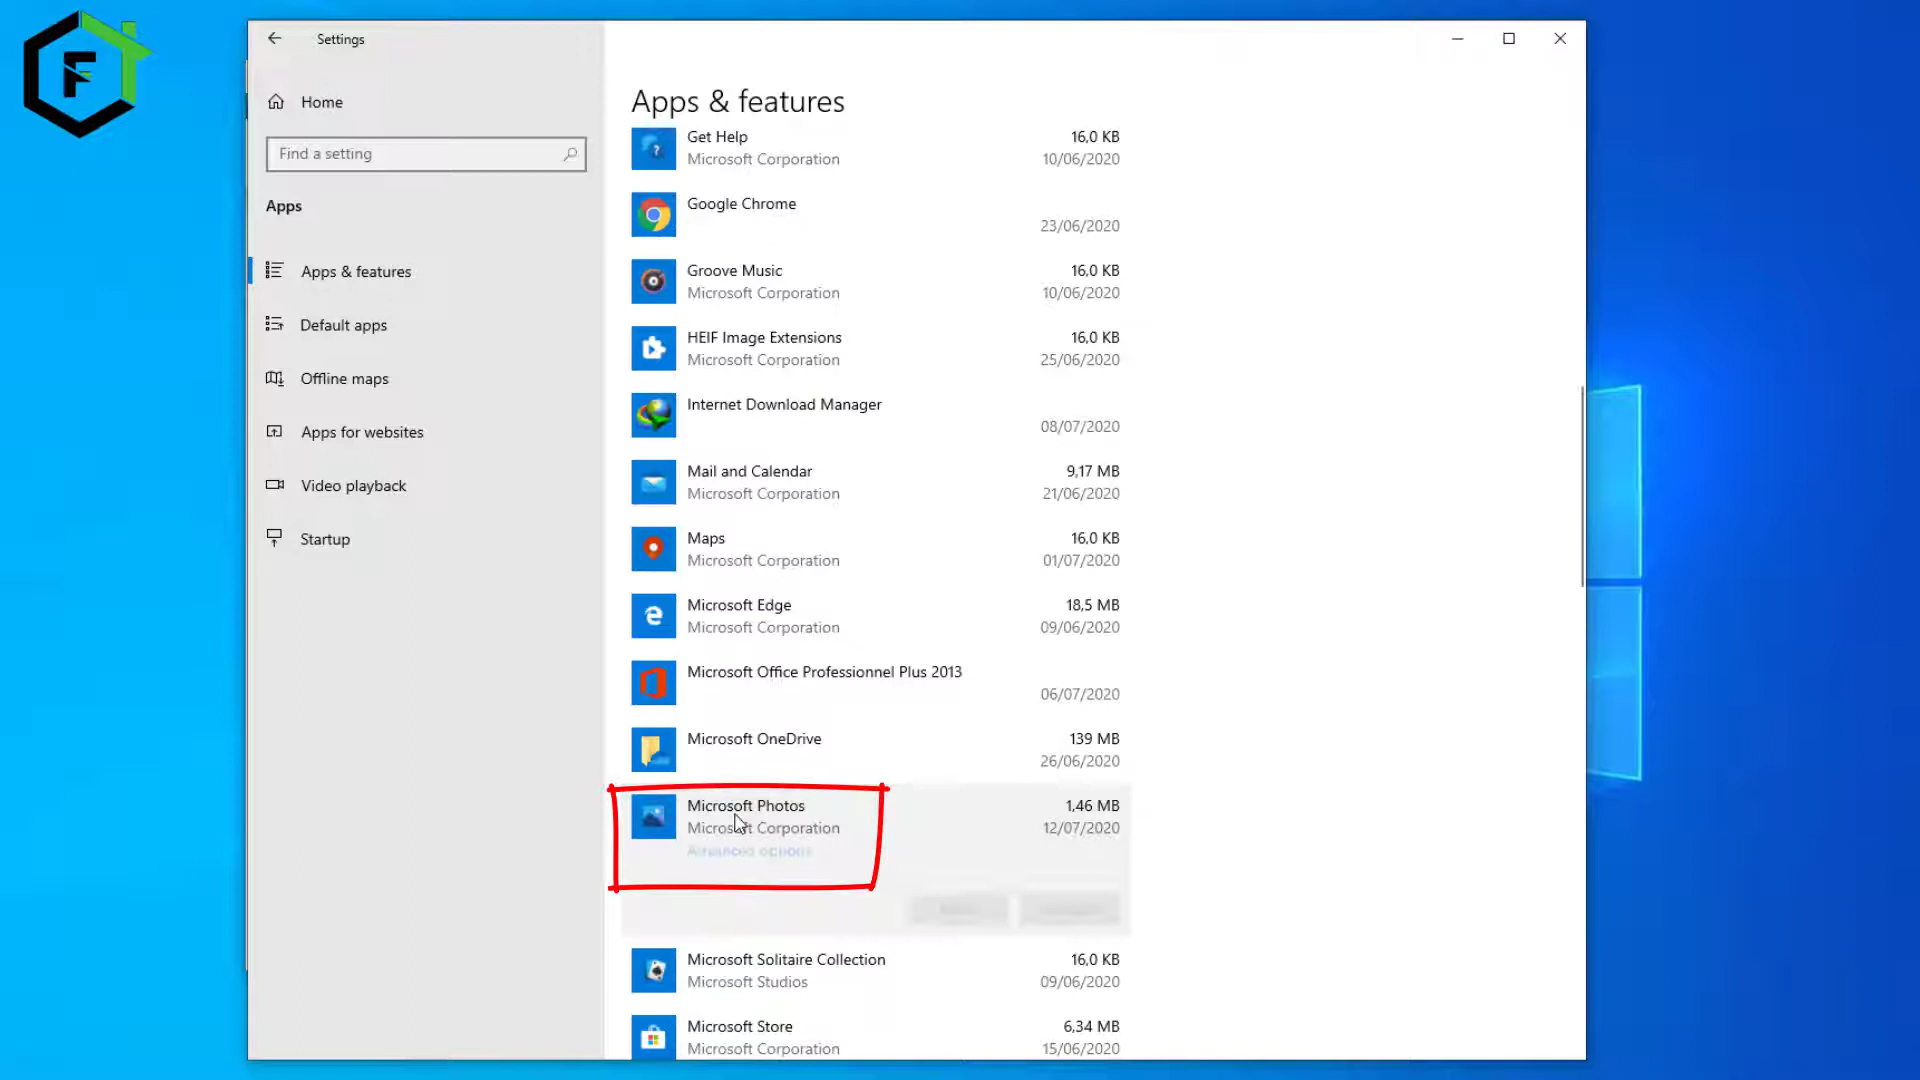 F
Settings
Home
Find a setting
Apps
Apps & features
Default apps
Offline maps
Apps for websites
Video playback
Startup
Apps & features
Get Help 16,0 KB
Microsoft Corporation 10/06/2020
Google Chrome
23/06/2020
Groove Music 16,0 KB
Microsoft Corporation 10/06/2020
HEIF Image Extensions 16,0 KB
Microsoft Corporation 25/06/2020
Internet Download Manager
08/07/2020
Mail and Calendar 9,17 MB
Microsoft Corporation 21/06/2020
Maps 16,0 KB
Microsoft Corporation 01/07/2020
Microsoft Edge 18,5 MB
Microsoft Corporation 09/06/2020
Microsoft Office Professionnel Plus 2013
06/07/2020
Microsoft OneDrive 139 MB
26/06/2020
Microsoft Photos 1,46 MB
Microsoft Corporation 12/07/2020
Advanced options
Microsoft Solitaire Collection 16,0 KB
Microsoft Studios 09/06/2020
Microsoft Store 6,34 MB
Microsoft Corporation 15/06/2020